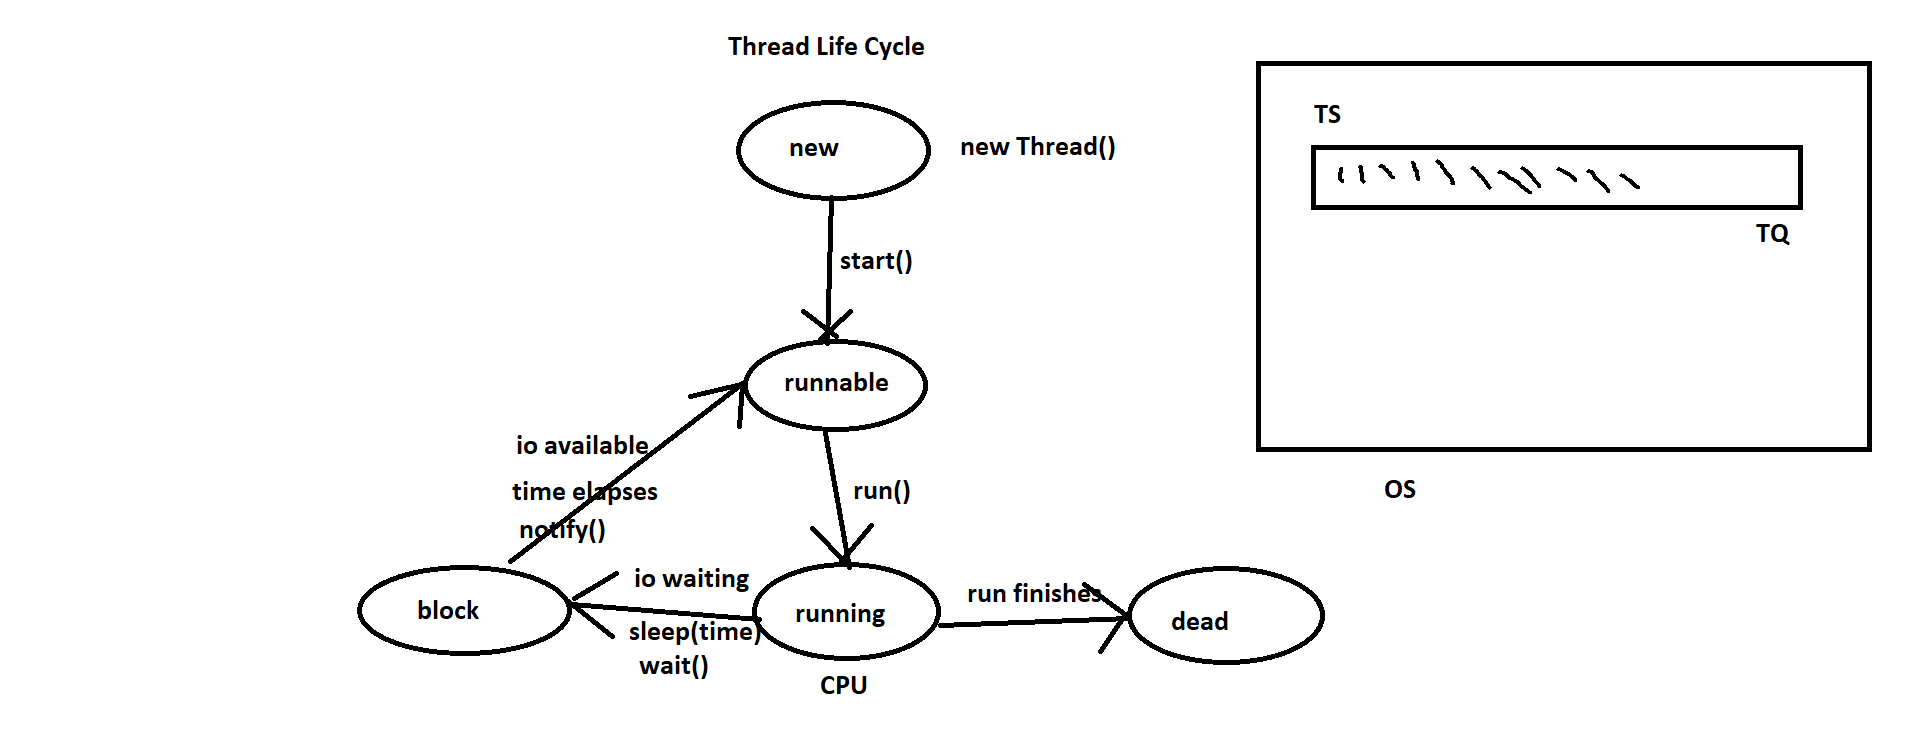 Thread Life Cycle
new
new Thread()
start()
runnable
io available
time elapses
notify()
run()
block
io waiting
sleep(time)
wait()
running
CPU
run finishes
dead
TS
TQ
OS